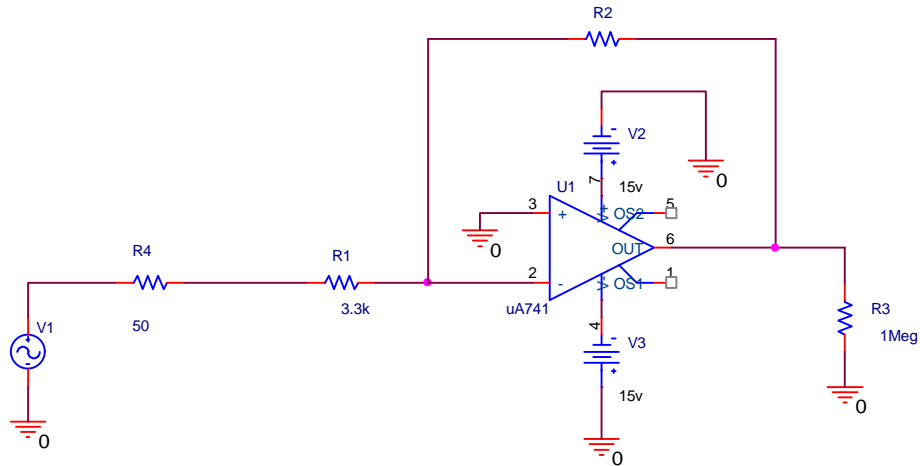 R2
-
V2
+
7
15v
0
U1
3
+
V+
OS2
5
0
OUT
6
R4
R1
2
-
V-
OS1
1
50
3.3k
uA741
4
R3
1Meg
V1
-
V3
+
15v
0
0
0